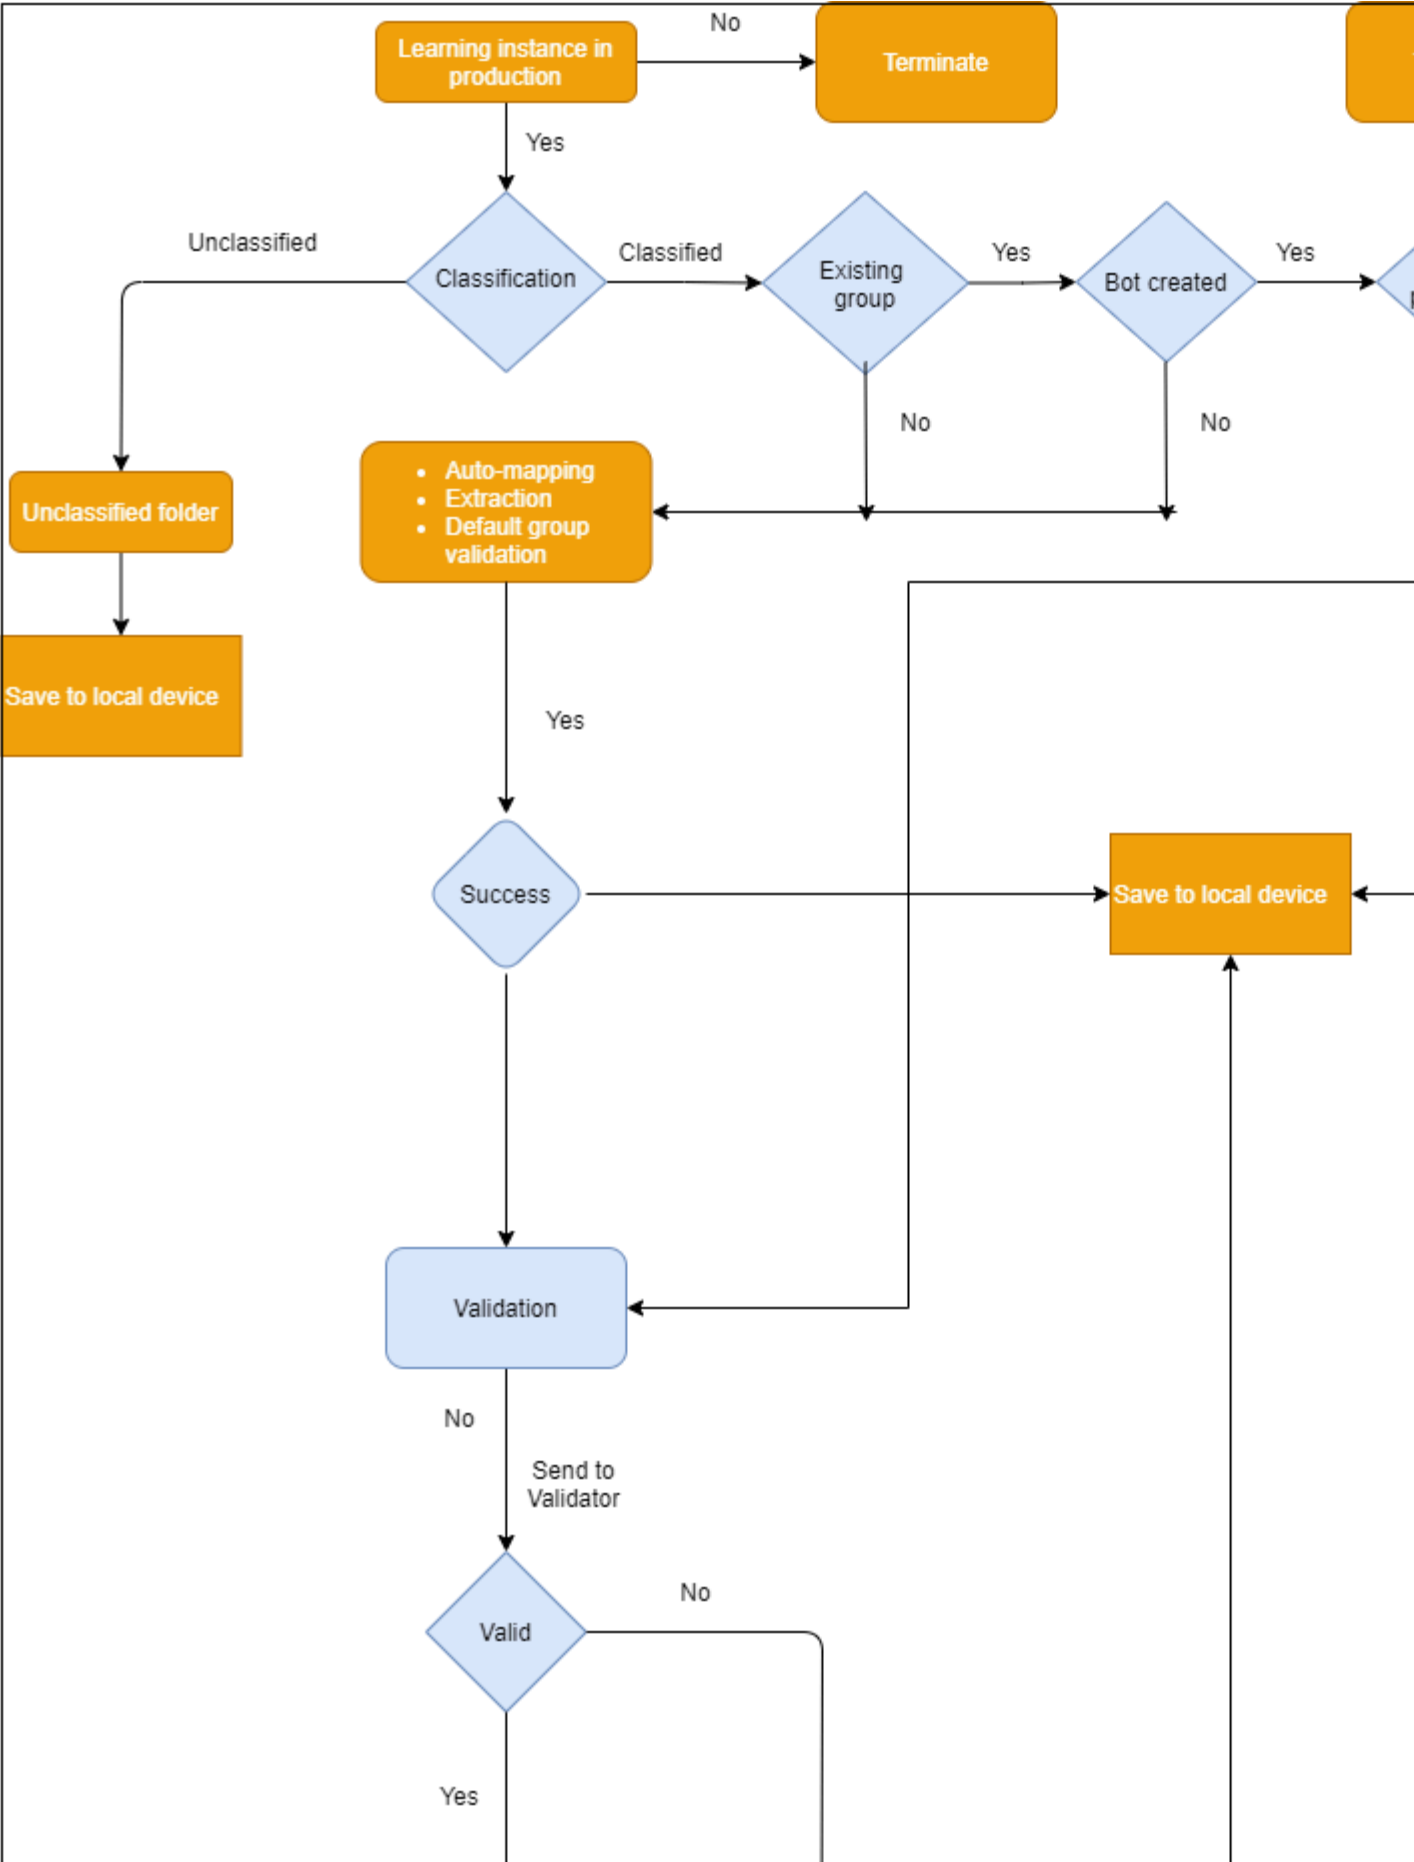 No
Learning instance in
production
Terminate
Yes
Unclassified
Classified
Yes
Yes
Classification
Existing
group
Bot created
No
No
• Auto-mapping
• Extraction
• Default group
validation
Unclassified folder
Save to local device
Yes
Success
Save to local device
Validation
No
Send to
Validator
No
Valid
Yes